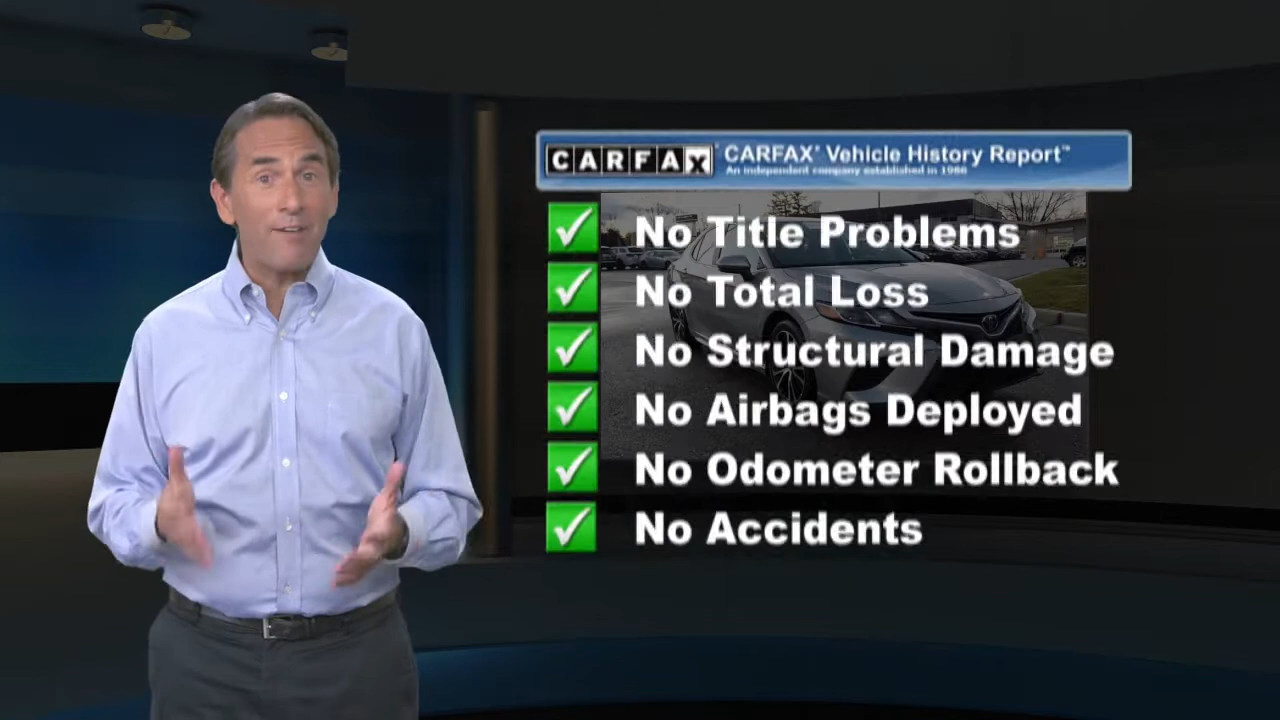 CARFAX CARFAX® Vehicle History Report™
An independent company established in 1986
No Title Problems
No Total Loss
No Structural Damage
No Airbags Deployed
No Odometer Rollback
No Accidents